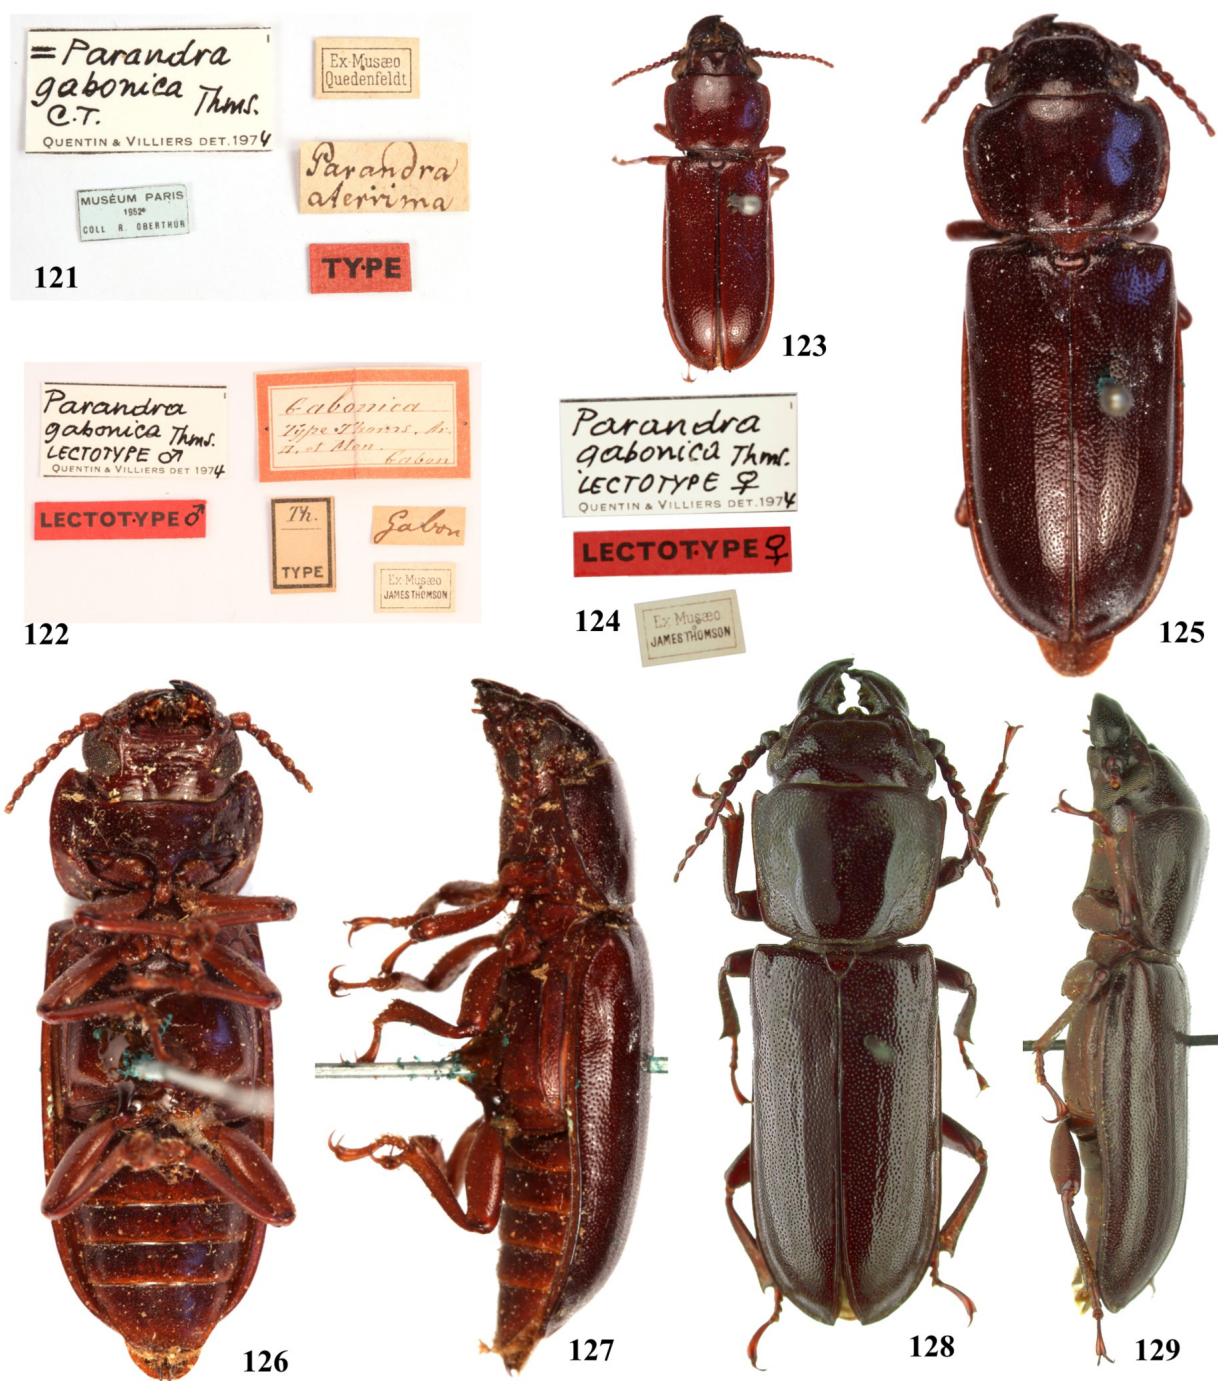 = Parandra
gabonica Thms.
C.T.
QUENTIN & VILLIERS DET. 1974
Ex-Musæo
Quedenfeldt
Parandra
aterrima
MUSÉUM PARIS
1952
COLL R. OBERTHÜR
TYPE
121
123
125
Parandra
gabonica Thms.
LECTOTYPE ♂
QUENTIN & VILLIERS DET 1974
Gabonica
Type Thoms. Ar.
Gabon
LECTOTYPE ♂
Th.
TYPE
Gabon
Ex Musæo
JAMES THOMSON
122
Parandra
gabonica Thms.
LECTOTYPE ♀
QUENTIN & VILLIERS DET. 1974
LECTOTYPE ♀
124
Ex Musæo
JAMES THOMSON
126
127
128
129